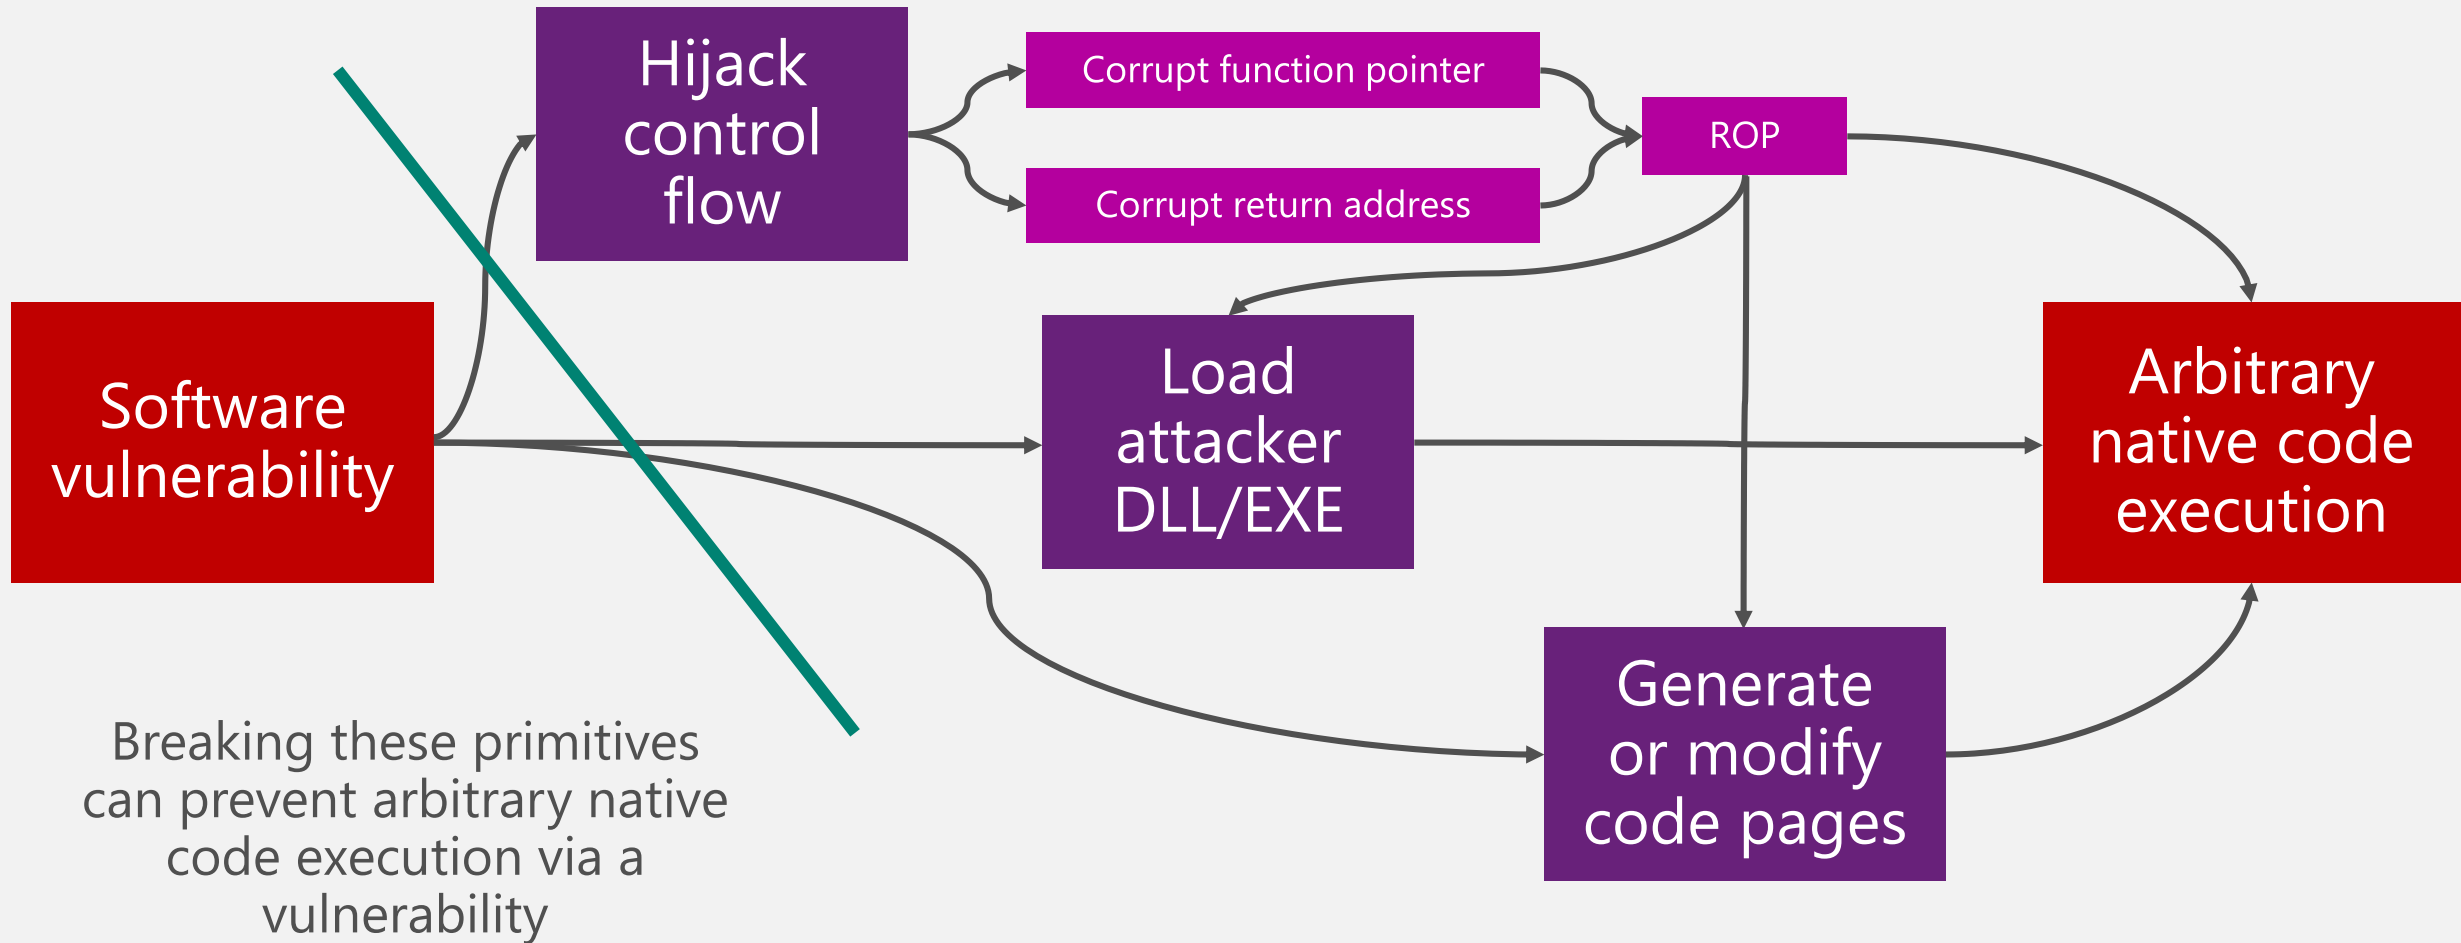 Hijack
control
flow
Corrupt function pointer
Corrupt return address
ROP
Software
vulnerability
Load
attacker
DLL/EXE
Arbitrary
native code
execution
Generate
or modify
code pages
Breaking these primitives
can prevent arbitrary native
code execution via a
vulnerability